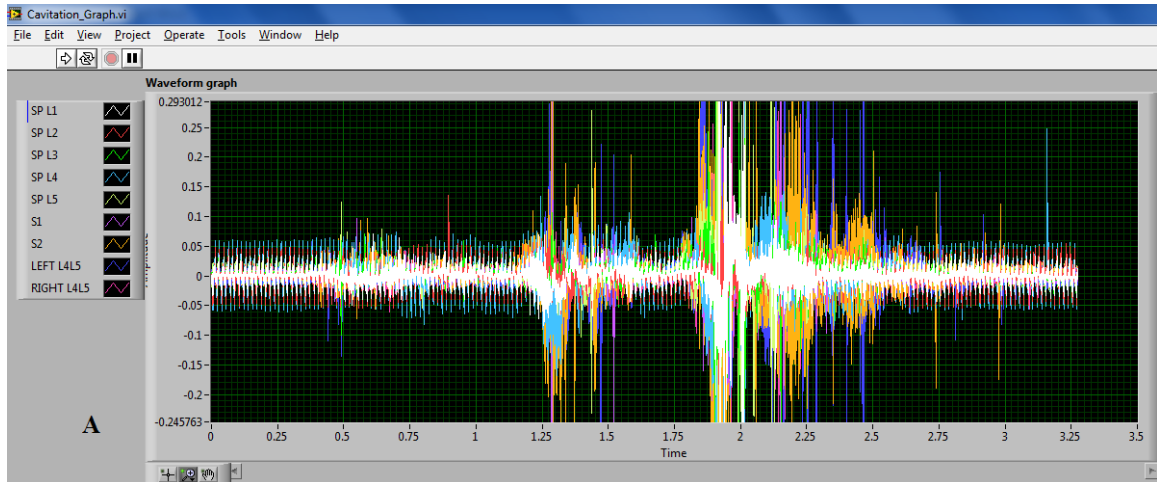 Cavitation_Graph.vi
File Edit View Project Operate Tools Window Help
Waveform graph
SP L1
SP L2
SP L3
SP L4
SP L5
S1
S2
LEFT L4L5
RIGHT L4L5
0.293012
0.25
0.2
0.15
0.1
0.05
0
-0.05
-0.1
-0.15
-0.2
-0.245763
0 0.25 0.5 0.75 1 1.25 1.5 1.75 2 2.25 2.5 2.75 3 3.25 3.5
Time
A